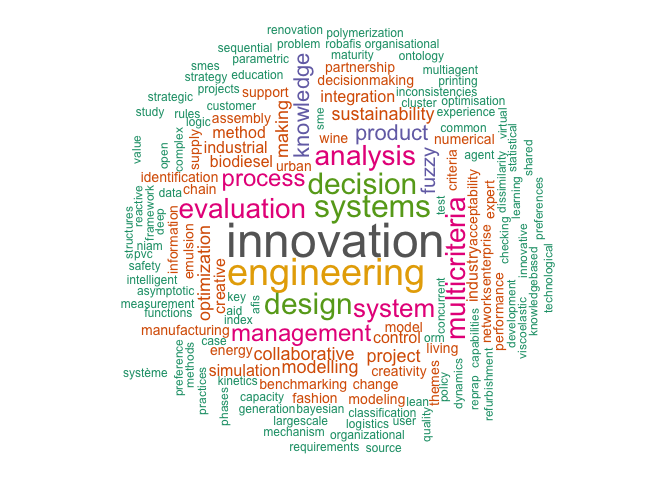 renovation
polymerization
sequential
problem
robafis
organisational
parametric
maturity
ontology
smes
knowledge
partnership
multiagent
strategy
education
decisionmaking
printing
projects
support
integration
inconsistencies
strategic
customer
making
cluster
optimisation
study
rules
assembly
sme
sustainability
experience
logic
method
wine
product
common
virtual
value
open
complex
supply
industrial
analysis
fuzzy
numerical
statistical
biodiesel
urban
criteria
agent
shared
identification
process
decision
acceptability
expert
dissimilarity
learning
chain
data
preferences
structures
reactive
framework
deep
evaluation
systems
test
multicriteria
industry
checking
innovative
niam
information
emulsion
innovation
enterprise
spvc
safety
optimization
engineering
networks
performance
development
knowledgebased
technological
intelligent
creative
asymptotic
key
afis
design
system
concurrent
capabilities
viscoelastic
measurement
functions
aid
index
manufacturing
management
model
control
orm
reprap
refurbishment
case
energy
collaborative
project
living
système
preference
methods
simulation
modelling
creativity
themes
policy
dynamics
practices
kinetics
benchmarking
change
phases
capacity
fashion
modeling
lean
generation
bayesian
classification
user
quality
largescale
logistics
mechanism
organizational
requirements
source